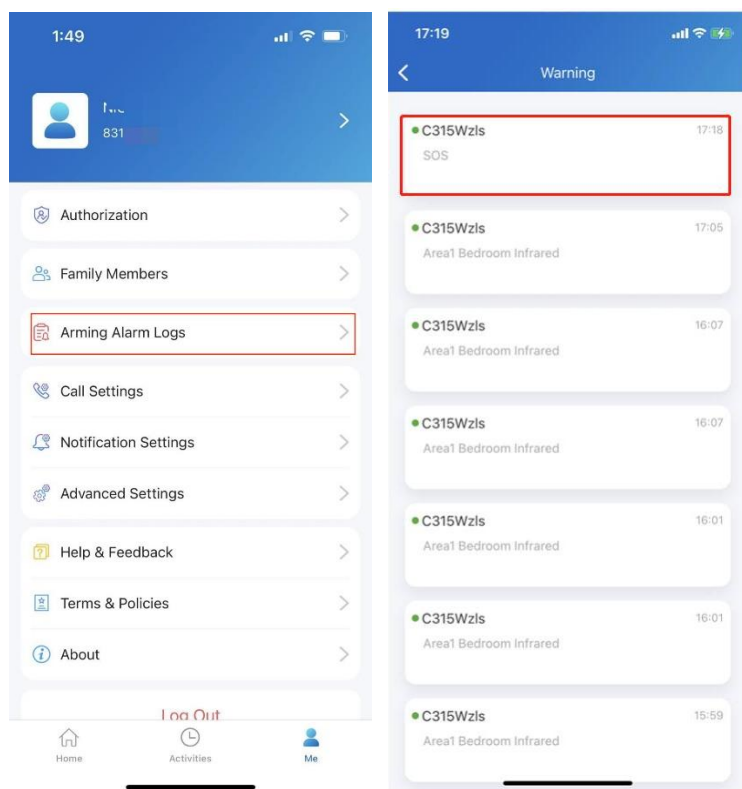 1:49
831
Authorization
Family Members
Arming Alarm Logs
Call Settings
Notification Settings
Advanced Settings
Help & Feedback
Terms & Policies
About
Log Out
Home
Activities
Me
17:19
Warning
C315Wzls
17:18
SOS
C315Wzls
17:05
Area1 Bedroom Infrared
C315Wzls
16:07
Area1 Bedroom Infrared
C315Wzls
16:07
Area1 Bedroom Infrared
C315Wzls
16:01
Area1 Bedroom Infrared
C315Wzls
16:01
Area1 Bedroom Infrared
C315Wzls
15:59
Area1 Bedroom Infrared